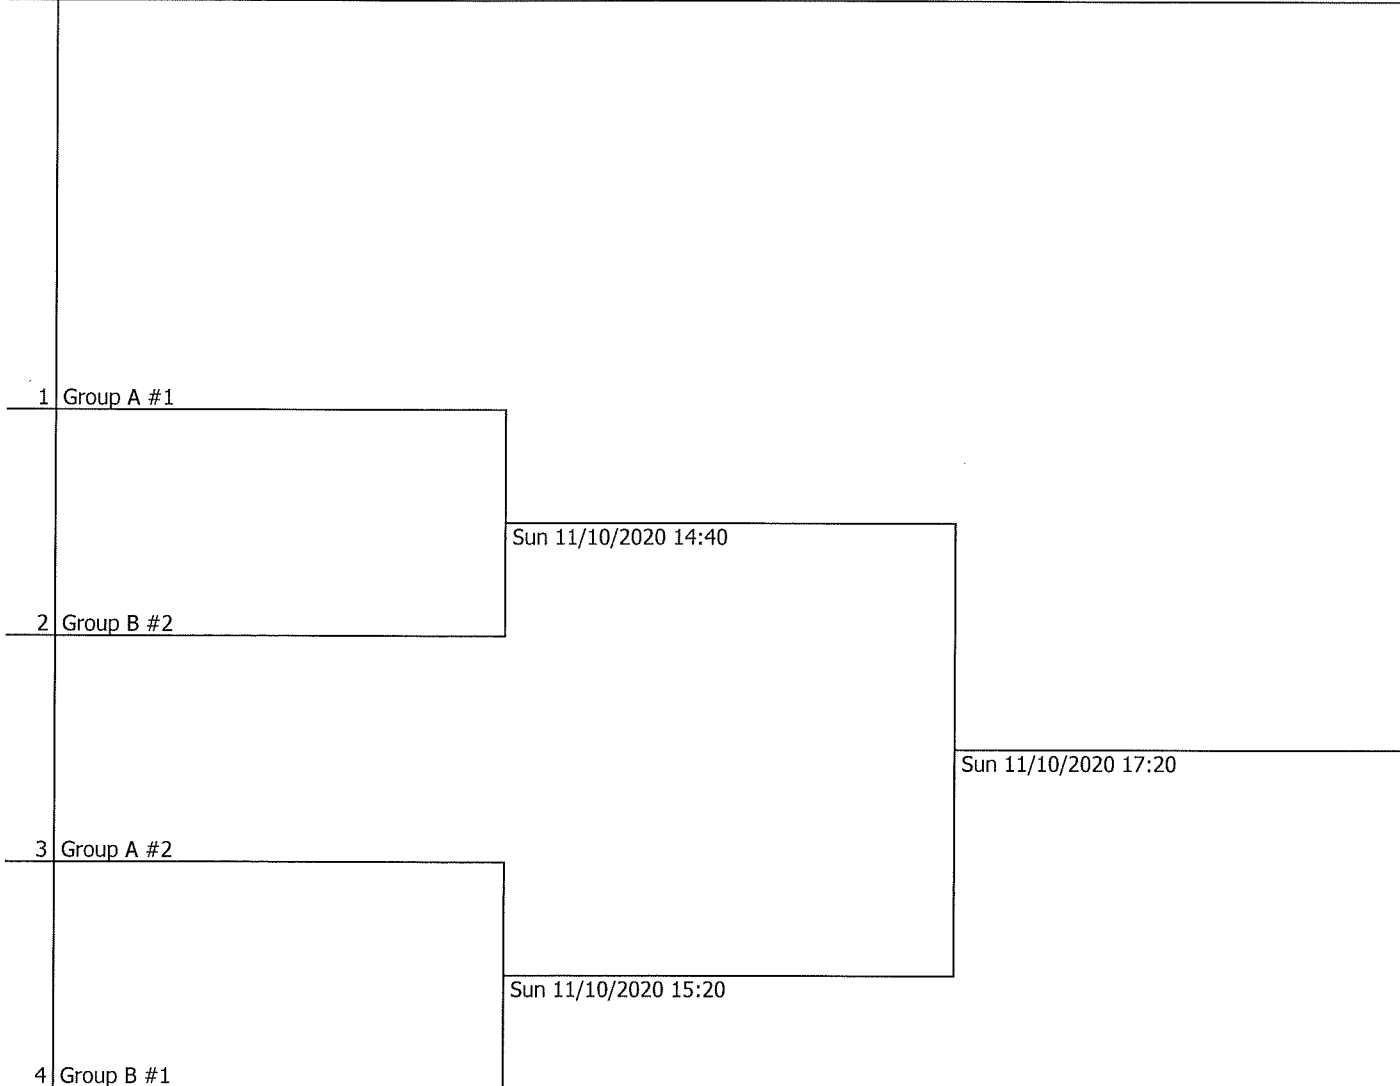 1 Group A #1
Sun 11/10/2020 14:40
2 Group B #2
Sun 11/10/2020 17:20
3 Group A #2
Sun 11/10/2020 15:20
4 Group B #1